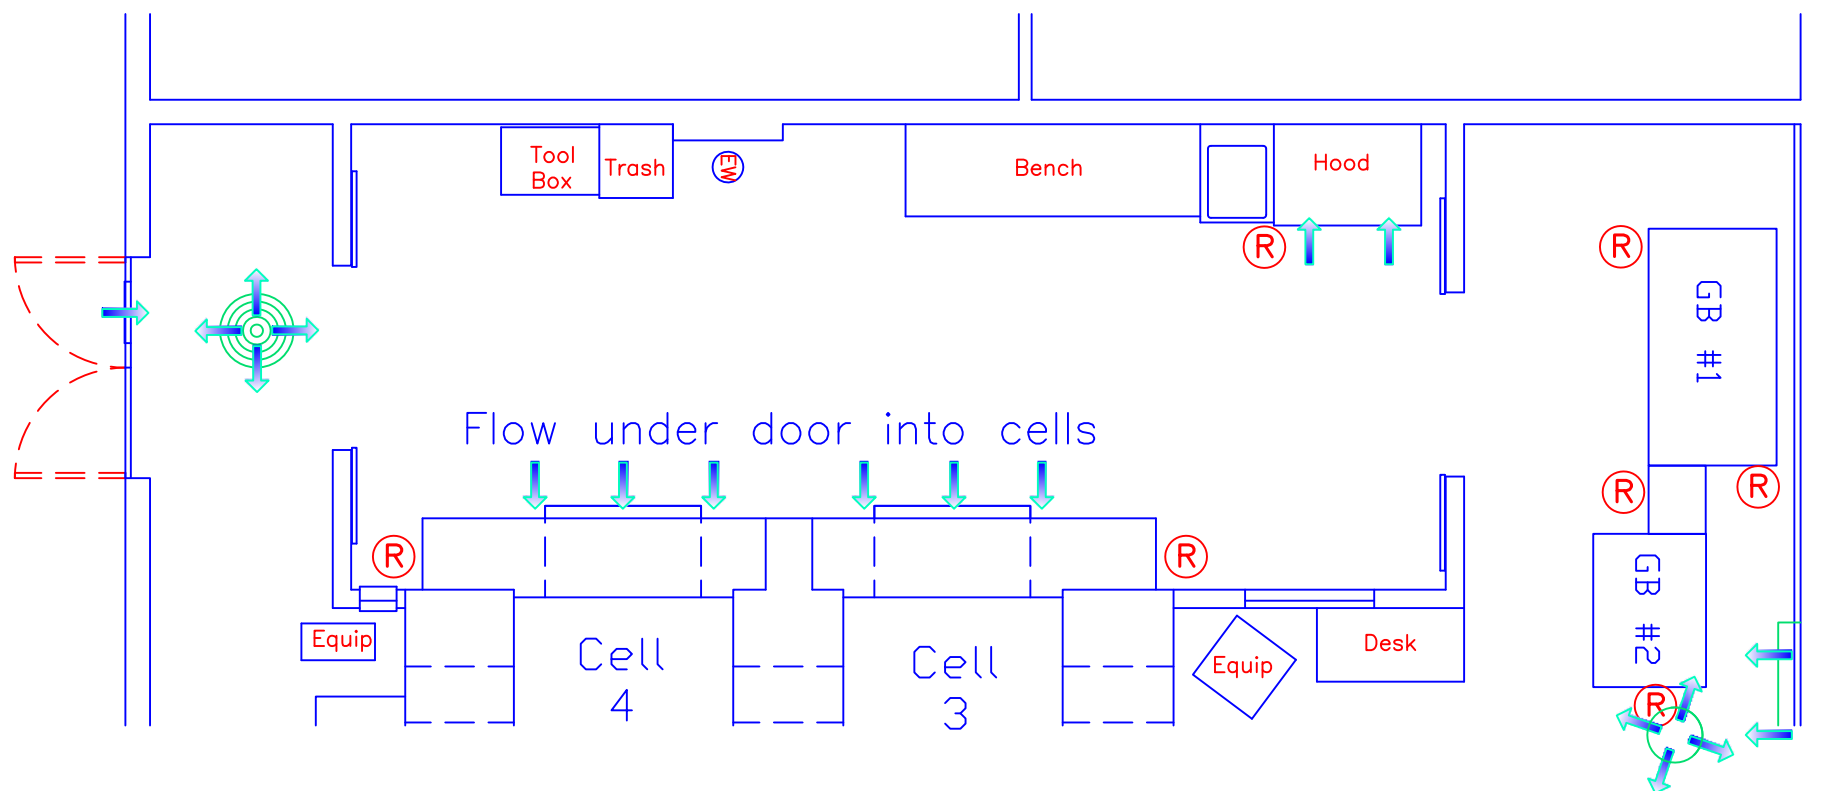 Tool
Box
Trash
EW
Bench
Hood
R
R
GB #1
Flow under door into cells
R
R
R
R
GB #2
Equip
Cell
4
Cell
3
Equip
Desk
R